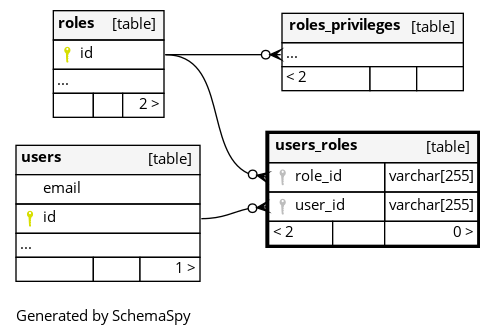 roles [table]
id
...
2 >
roles_privileges [table]
...
< 2
users_roles [table]
role_id varchar[255]
user_id varchar[255]
< 2 0 >
users [table]
email
id
...
1 >
Generated by SchemaSpy